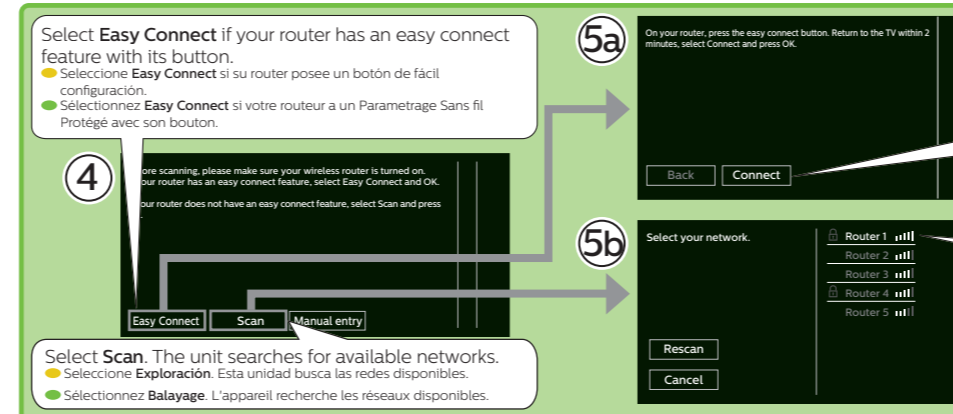 Select Easy Connect if your router has an easy connect
feature with its button.
Seleccione Easy Connect si su router posee un botón de fácil
configuración.
Sélectionnez Easy Connect si votre routeur a un Parametrage Sans fil
Protégé avec son bouton.
4
ore scanning, please make sure your wireless router is turned on.
our router has an easy connect feature, select Easy Connect and OK.
our router does not have an easy connect feature, select Scan and press
Easy Connect
Scan
Manual entry
Select Scan. The unit searches for available networks.
Seleccione Exploración. Esta unidad busca las redes disponibles.
Sélectionnez Balayage. L'appareil recherche les réseaux disponibles.
5a
On your router, press the easy connect button. Return to the TV within 2
minutes, select Connect and press OK.
Back
Connect
5b
Select your network.
Router 1
Router 2
Router 3
Router 4
Router 5
Rescan
Cancel